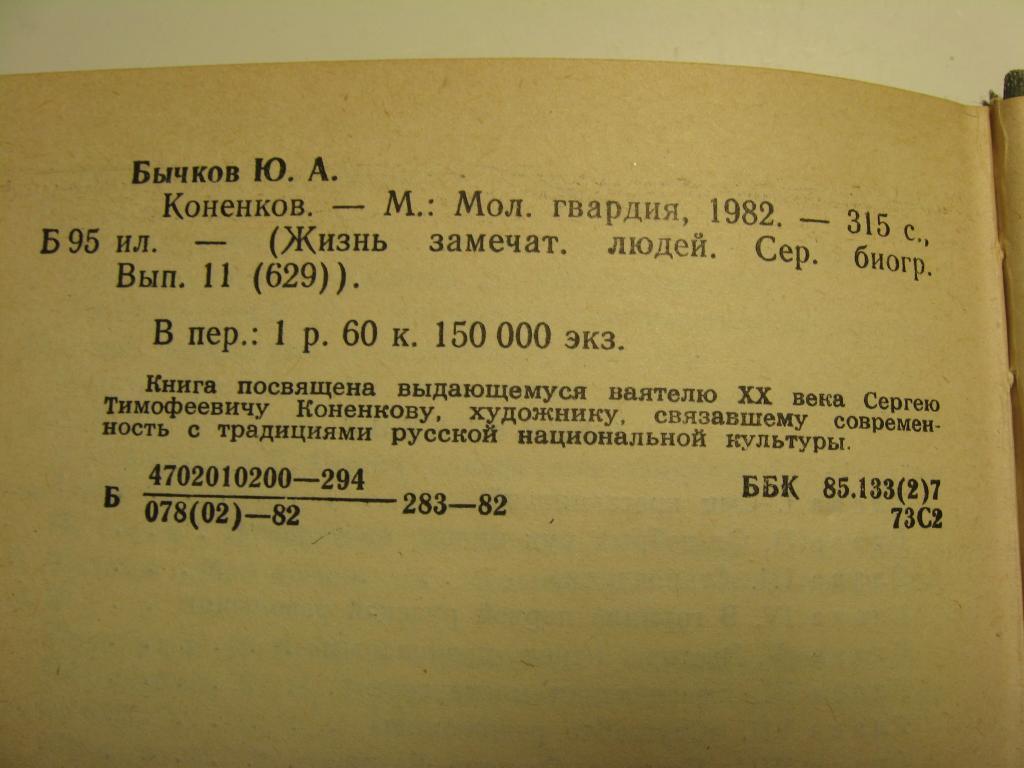 Бычков Ю. А.
Коненков. — М.: Мол. гвардия, 1982. — 315 с.,
Б 95 ил. — (Жизнь замечат. людей. Сер. биогр.
Вып. 11 (629)).
В пер.: 1 р. 60 к. 150 000 экз.
Книга посвящена выдающемуся ваятелю XX века Сергею
Тимофеевичу Коненкову, художнику, связавшему современ-
ность с традициями русской национальной культуры.
4702010200—294
Б 283—82
078(02)—82
ББК 85.133(2)7
73С2